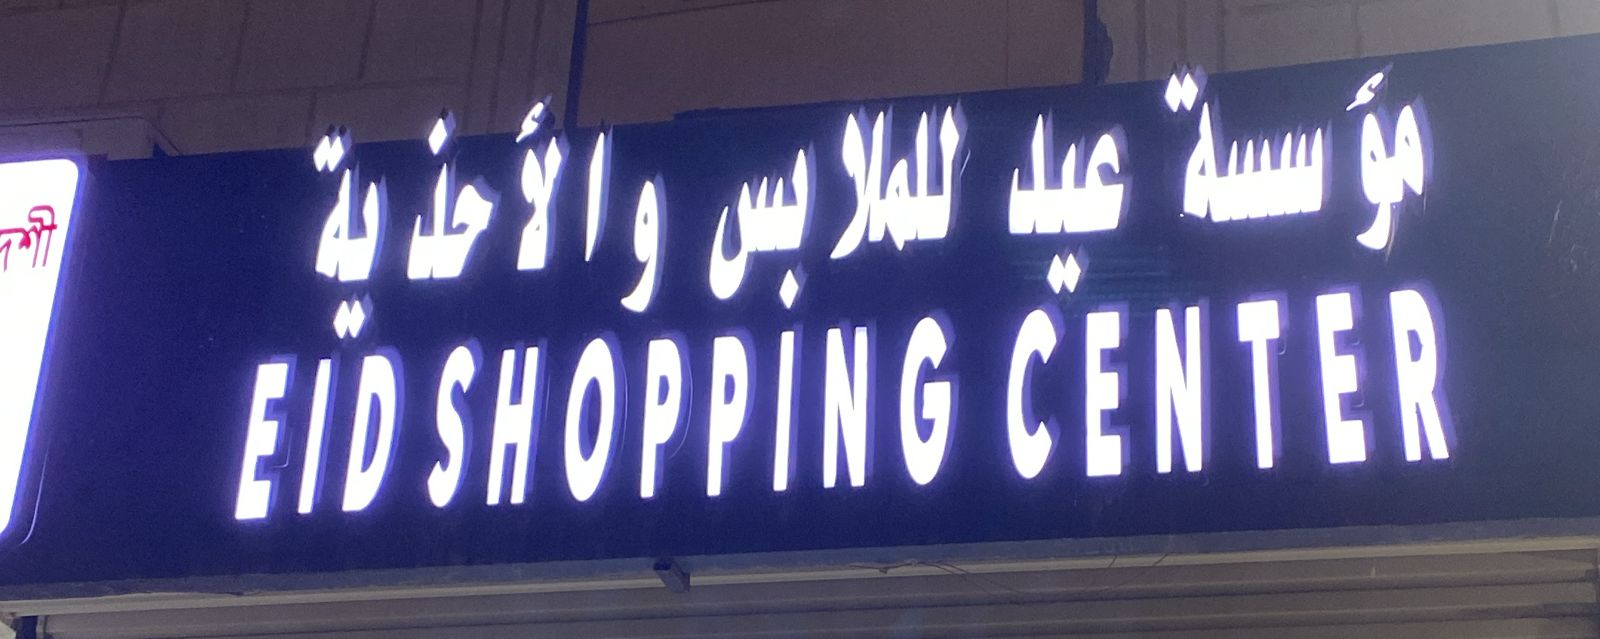 مؤسسة عيد للملابس والأحذية
EID SHOPPING CENTER